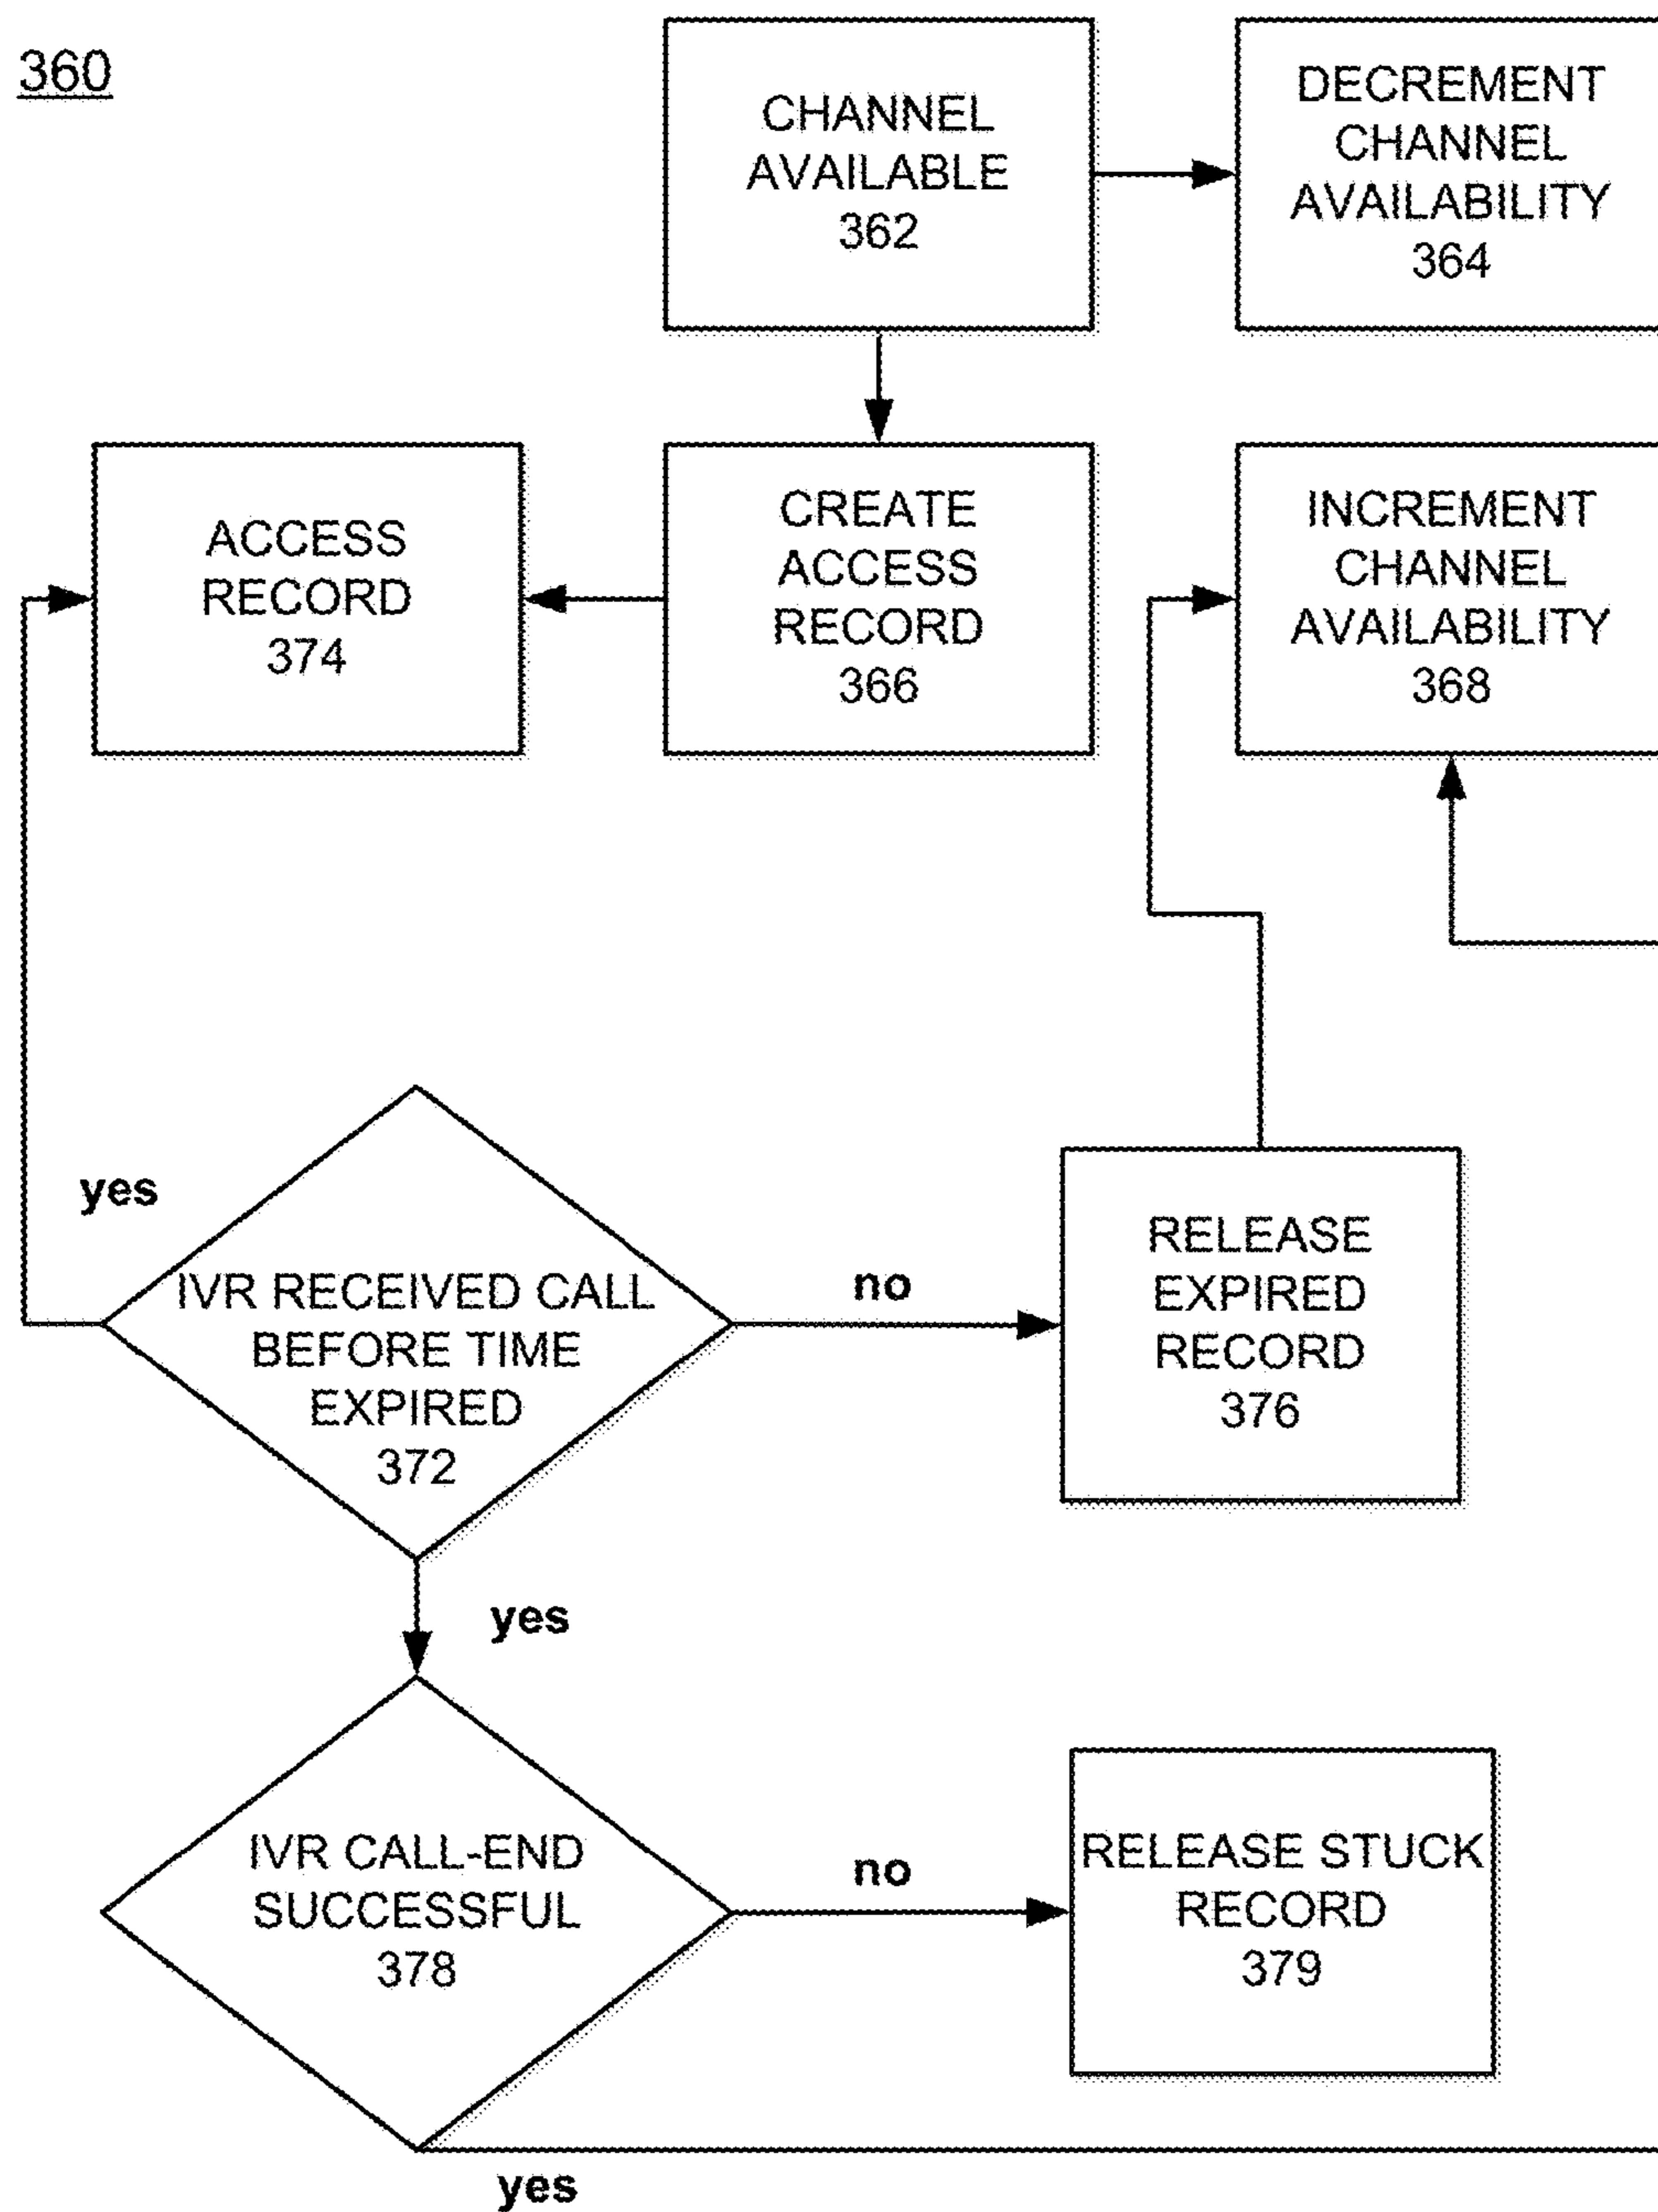 360
CHANNEL
AVAILABLE
362
DECREMENT
CHANNEL
AVAILABILITY
364
ACCESS
RECORD
374
CREATE
ACCESS
RECORD
366
INCREMENT
CHANNEL
AVAILABILITY
368
yes
IVR RECEIVED CALL
BEFORE TIME
EXPIRED
372
no
RELEASE
EXPIRED
RECORD
376
yes
IVR CALL-END
SUCCESSFUL
378
no
RELEASE STUCK
RECORD
379
yes